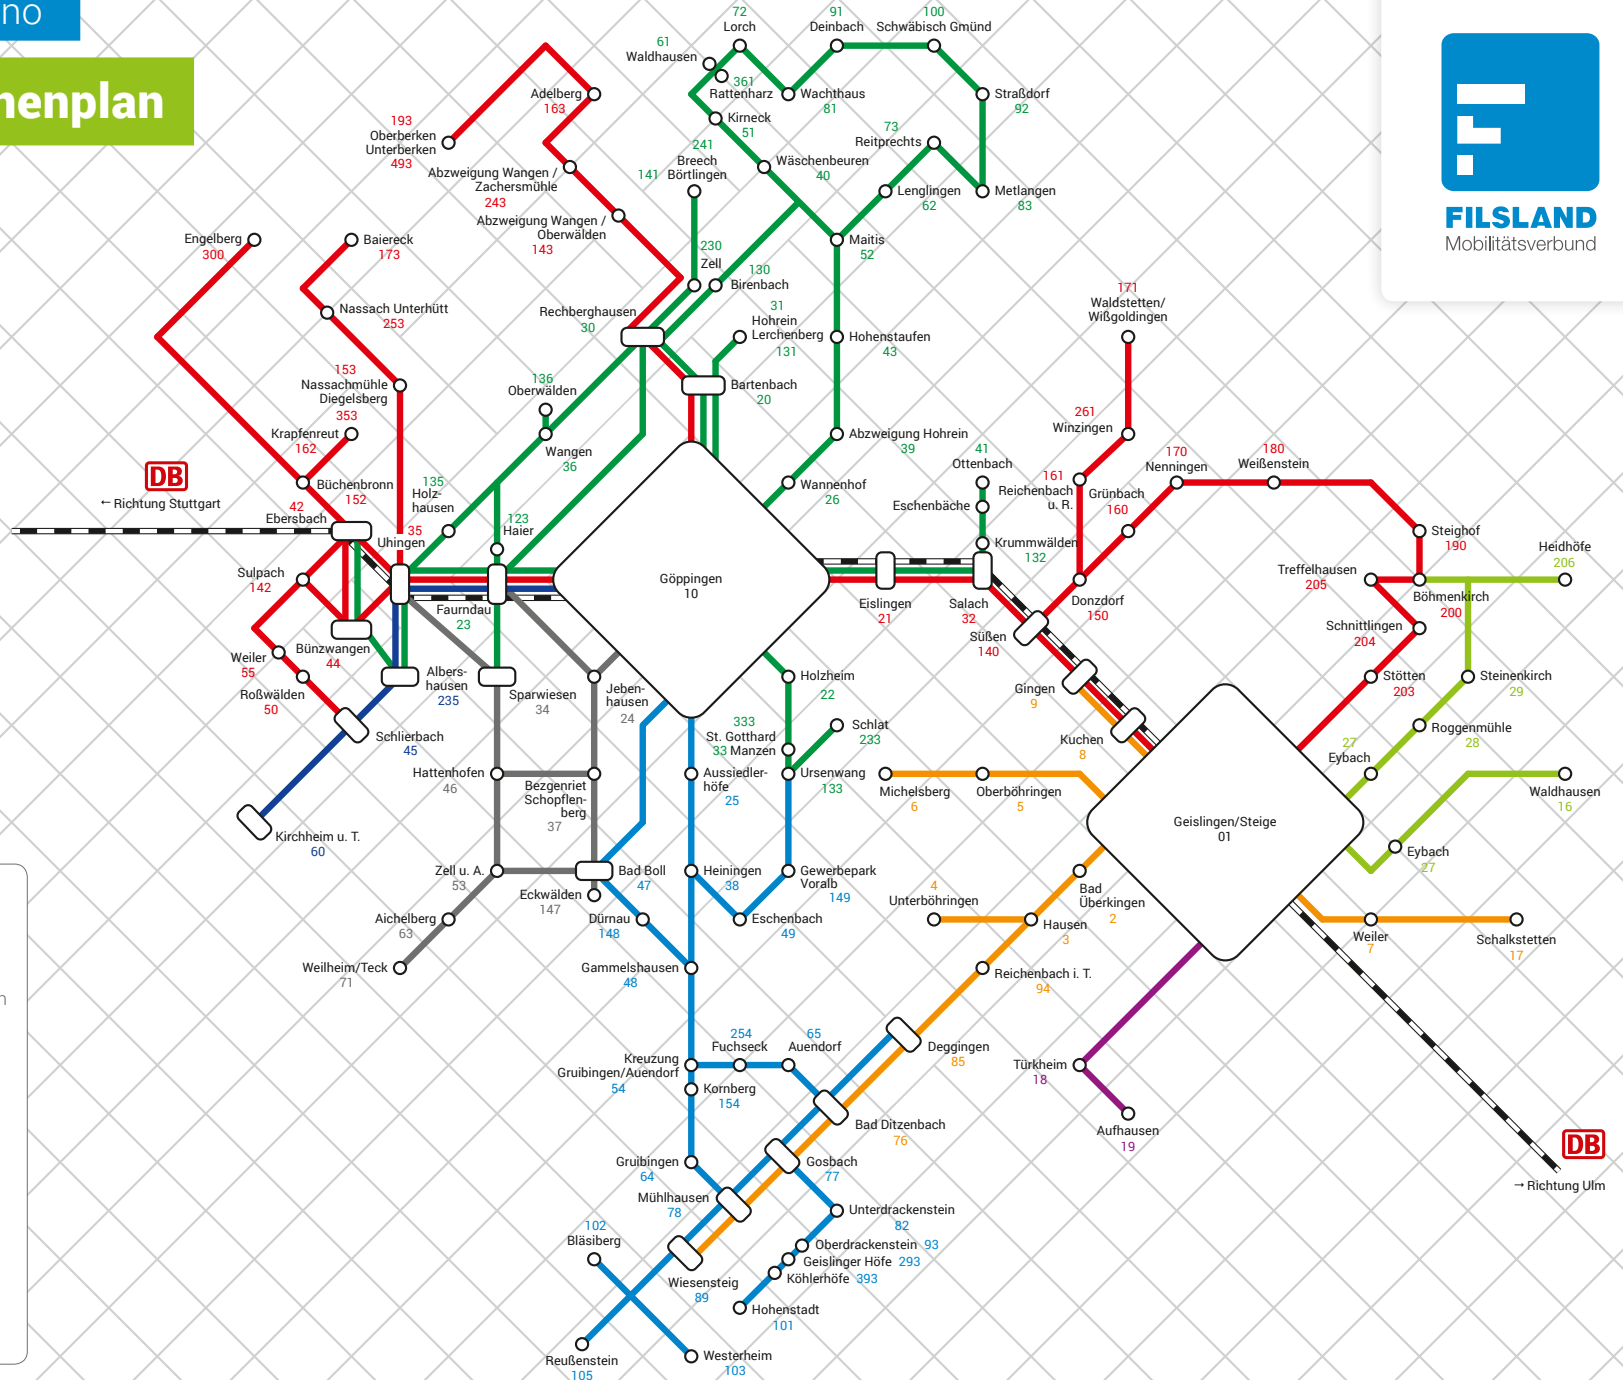 no
nenplan
FILSLAND
Mobilitätsverbund
72
Lorch
91
Deinbach
100
Schwäbisch Gmünd
61
Waldhausen
361
Rattenharz
Wachthaus
81
Straßdorf
92
Adelberg
163
193
Oberberken
Unterberken
493
Kirneck
51
73
Reitprechts
241
Breech
Börtlingen
141
Wäschenbeuren
40
Abzweigung Wangen /
Zachersmühle
243
Lenglingen
62
Metlangen
83
Abzweigung Wangen /
Oberwälden
143
Engelberg
300
Baiereck
173
Maitis
52
230
Zell
130
Birenbach
Nassach Unterhütt
253
Rechberghausen
30
31
Hohrein
Lerchenberg
131
Hohenstaufen
43
171
Waldstetten/
Wißgoldingen
153
Nassachmühle
Diegelsberg
353
136
Oberwälden
Bartenbach
20
Krapfenreut
162
Wangen
36
Abzweigung Hohrein
39
261
Winzingen
DB
← Richtung Stuttgart
Büchenbronn
152
42
Ebersbach
135
Holz-
hausen
35
Uhingen
123
Haier
Wannenhof
26
41
Ottenbach
Eschenbäche
Krummwälden
132
161
Reichenbach
u. R.
Grünbach
160
170
Nenningen
180
Weißenstein
Steighof
190
Heidhöfe
206
Sulpach
142
Faurndau
23
Göppingen
10
Eislingen
21
Salach
32
Donzdorf
150
Treffelhausen
205
Böhmenkirch
200
Süßen
140
Schnittlingen
204
Bünzwangen
44
Weiler
55
Roßwälden
50
Albers-
hausen
235
Sparwiesen
34
Jeben-
hausen
24
Holzheim
22
Gingen
9
Stötten
203
Steinenkirch
29
Schlierbach
45
333
St. Gotthard
33 Manzen
Schlat
233
Kuchen
8
Roggenmühle
28
27
Eybach
Hattenhofen
46
Bezgenriet
Schopflen-
berg
37
Aussiedler-
höfe
25
Ursenwang
133
Michelsberg
6
Oberböhringen
5
Waldhausen
16
Kirchheim u. T.
60
Geislingen/Steige
01
Eybach
27
Zell u. A.
53
Bad Boll
47
Eckwälden
147
Heiningen
38
Gewerbepark
Voralb
149
4
Unterböhringen
Bad
Überkingen
2
Aichelberg
63
Dürnau
148
Eschenbach
49
Hausen
3
Weiler
7
Schalkstetten
17
Weilheim/Teck
71
Gammelshausen
48
Reichenbach i. T.
94
n
254
Fuchseck
65
Auendorf
Deggingen
85
Kreuzung
Gruibingen/Auendorf
54
Kornberg
154
Türkheim
18
Bad Ditzenbach
76
Aufhausen
19
DB
→ Richtung Ulm
Gruibingen
64
Gosbach
77
Mühlhausen
78
Unterdrackenstein
82
102
Bläsiberg
Oberdrackenstein 93
Geislinger Höfe 293
Köhlerhöfe 393
Wiesensteig
89
Hohenstadt
101
Reußenstein
105
Westerheim
103